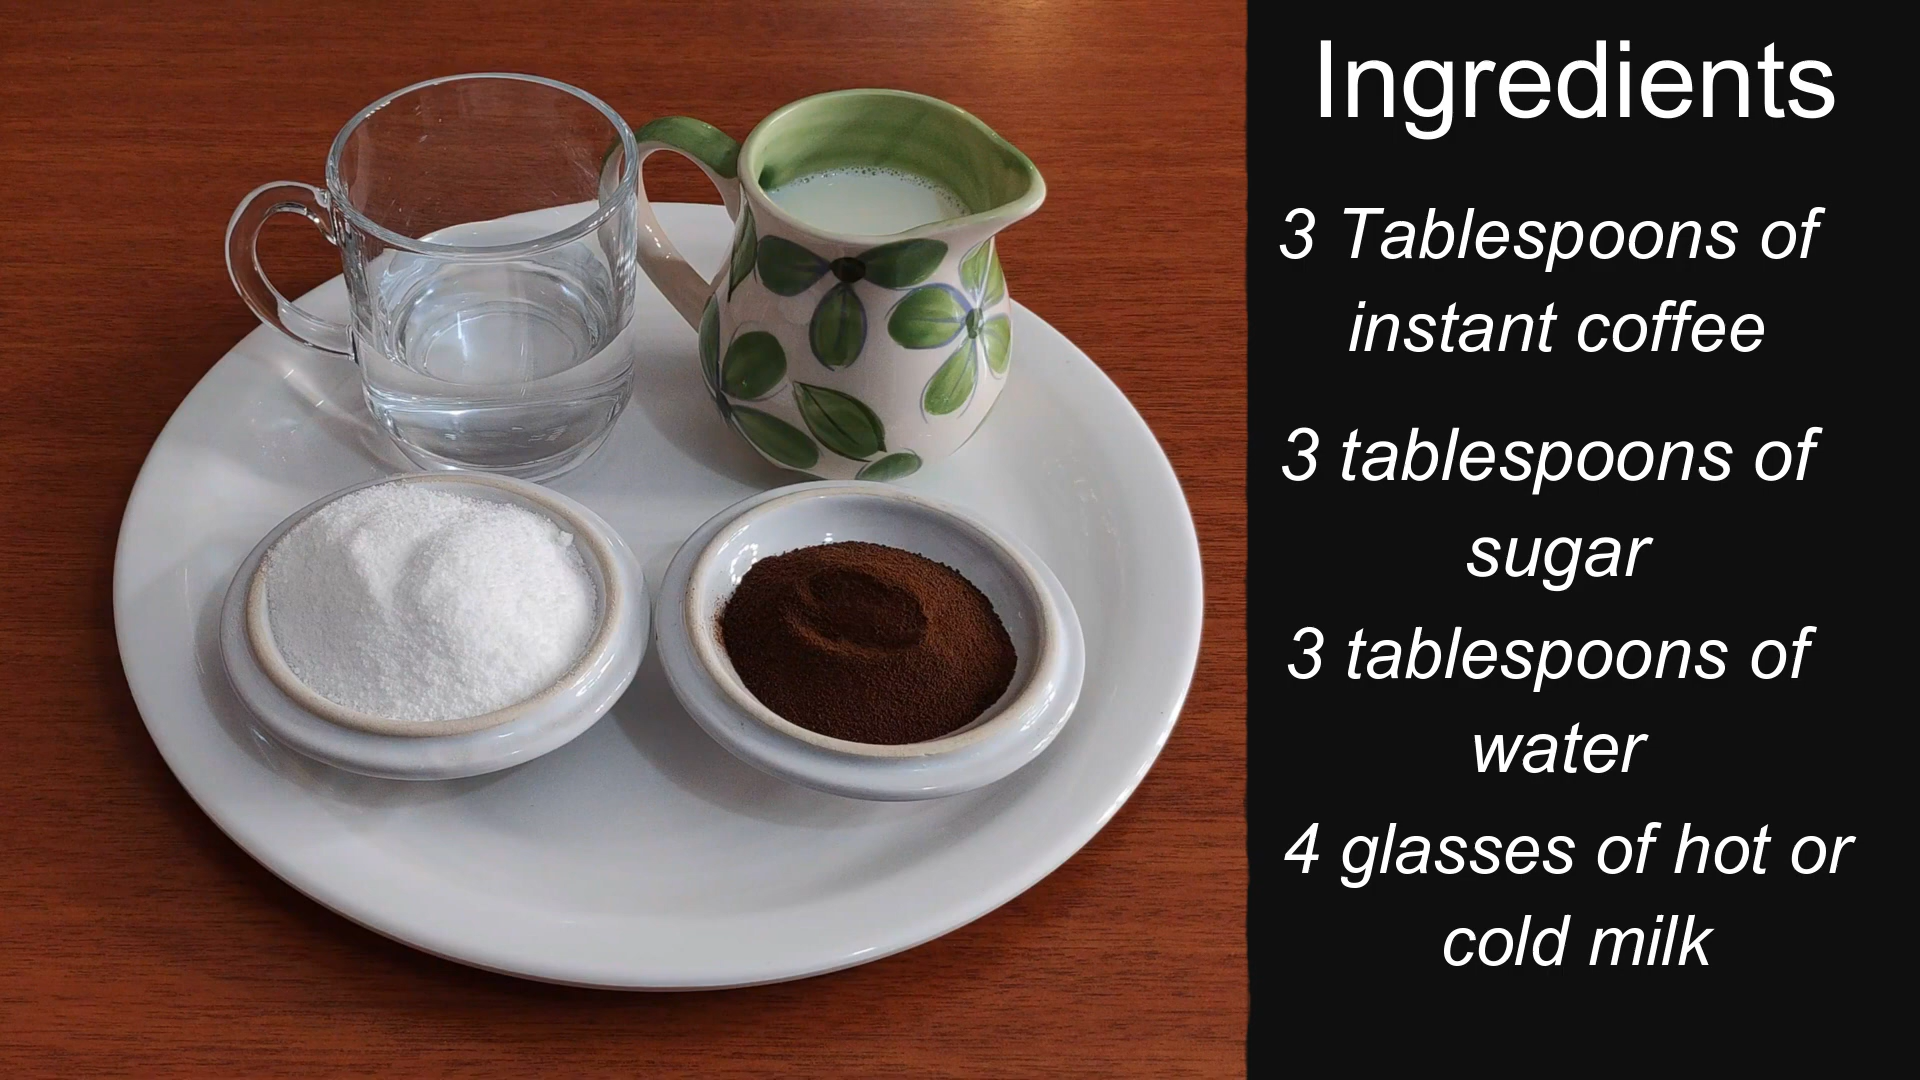 Ingredients
3 Tablespoons of
instant coffee
3 tablespoons of
sugar
3 tablespoons of
water
4 glasses of hot or
cold milk